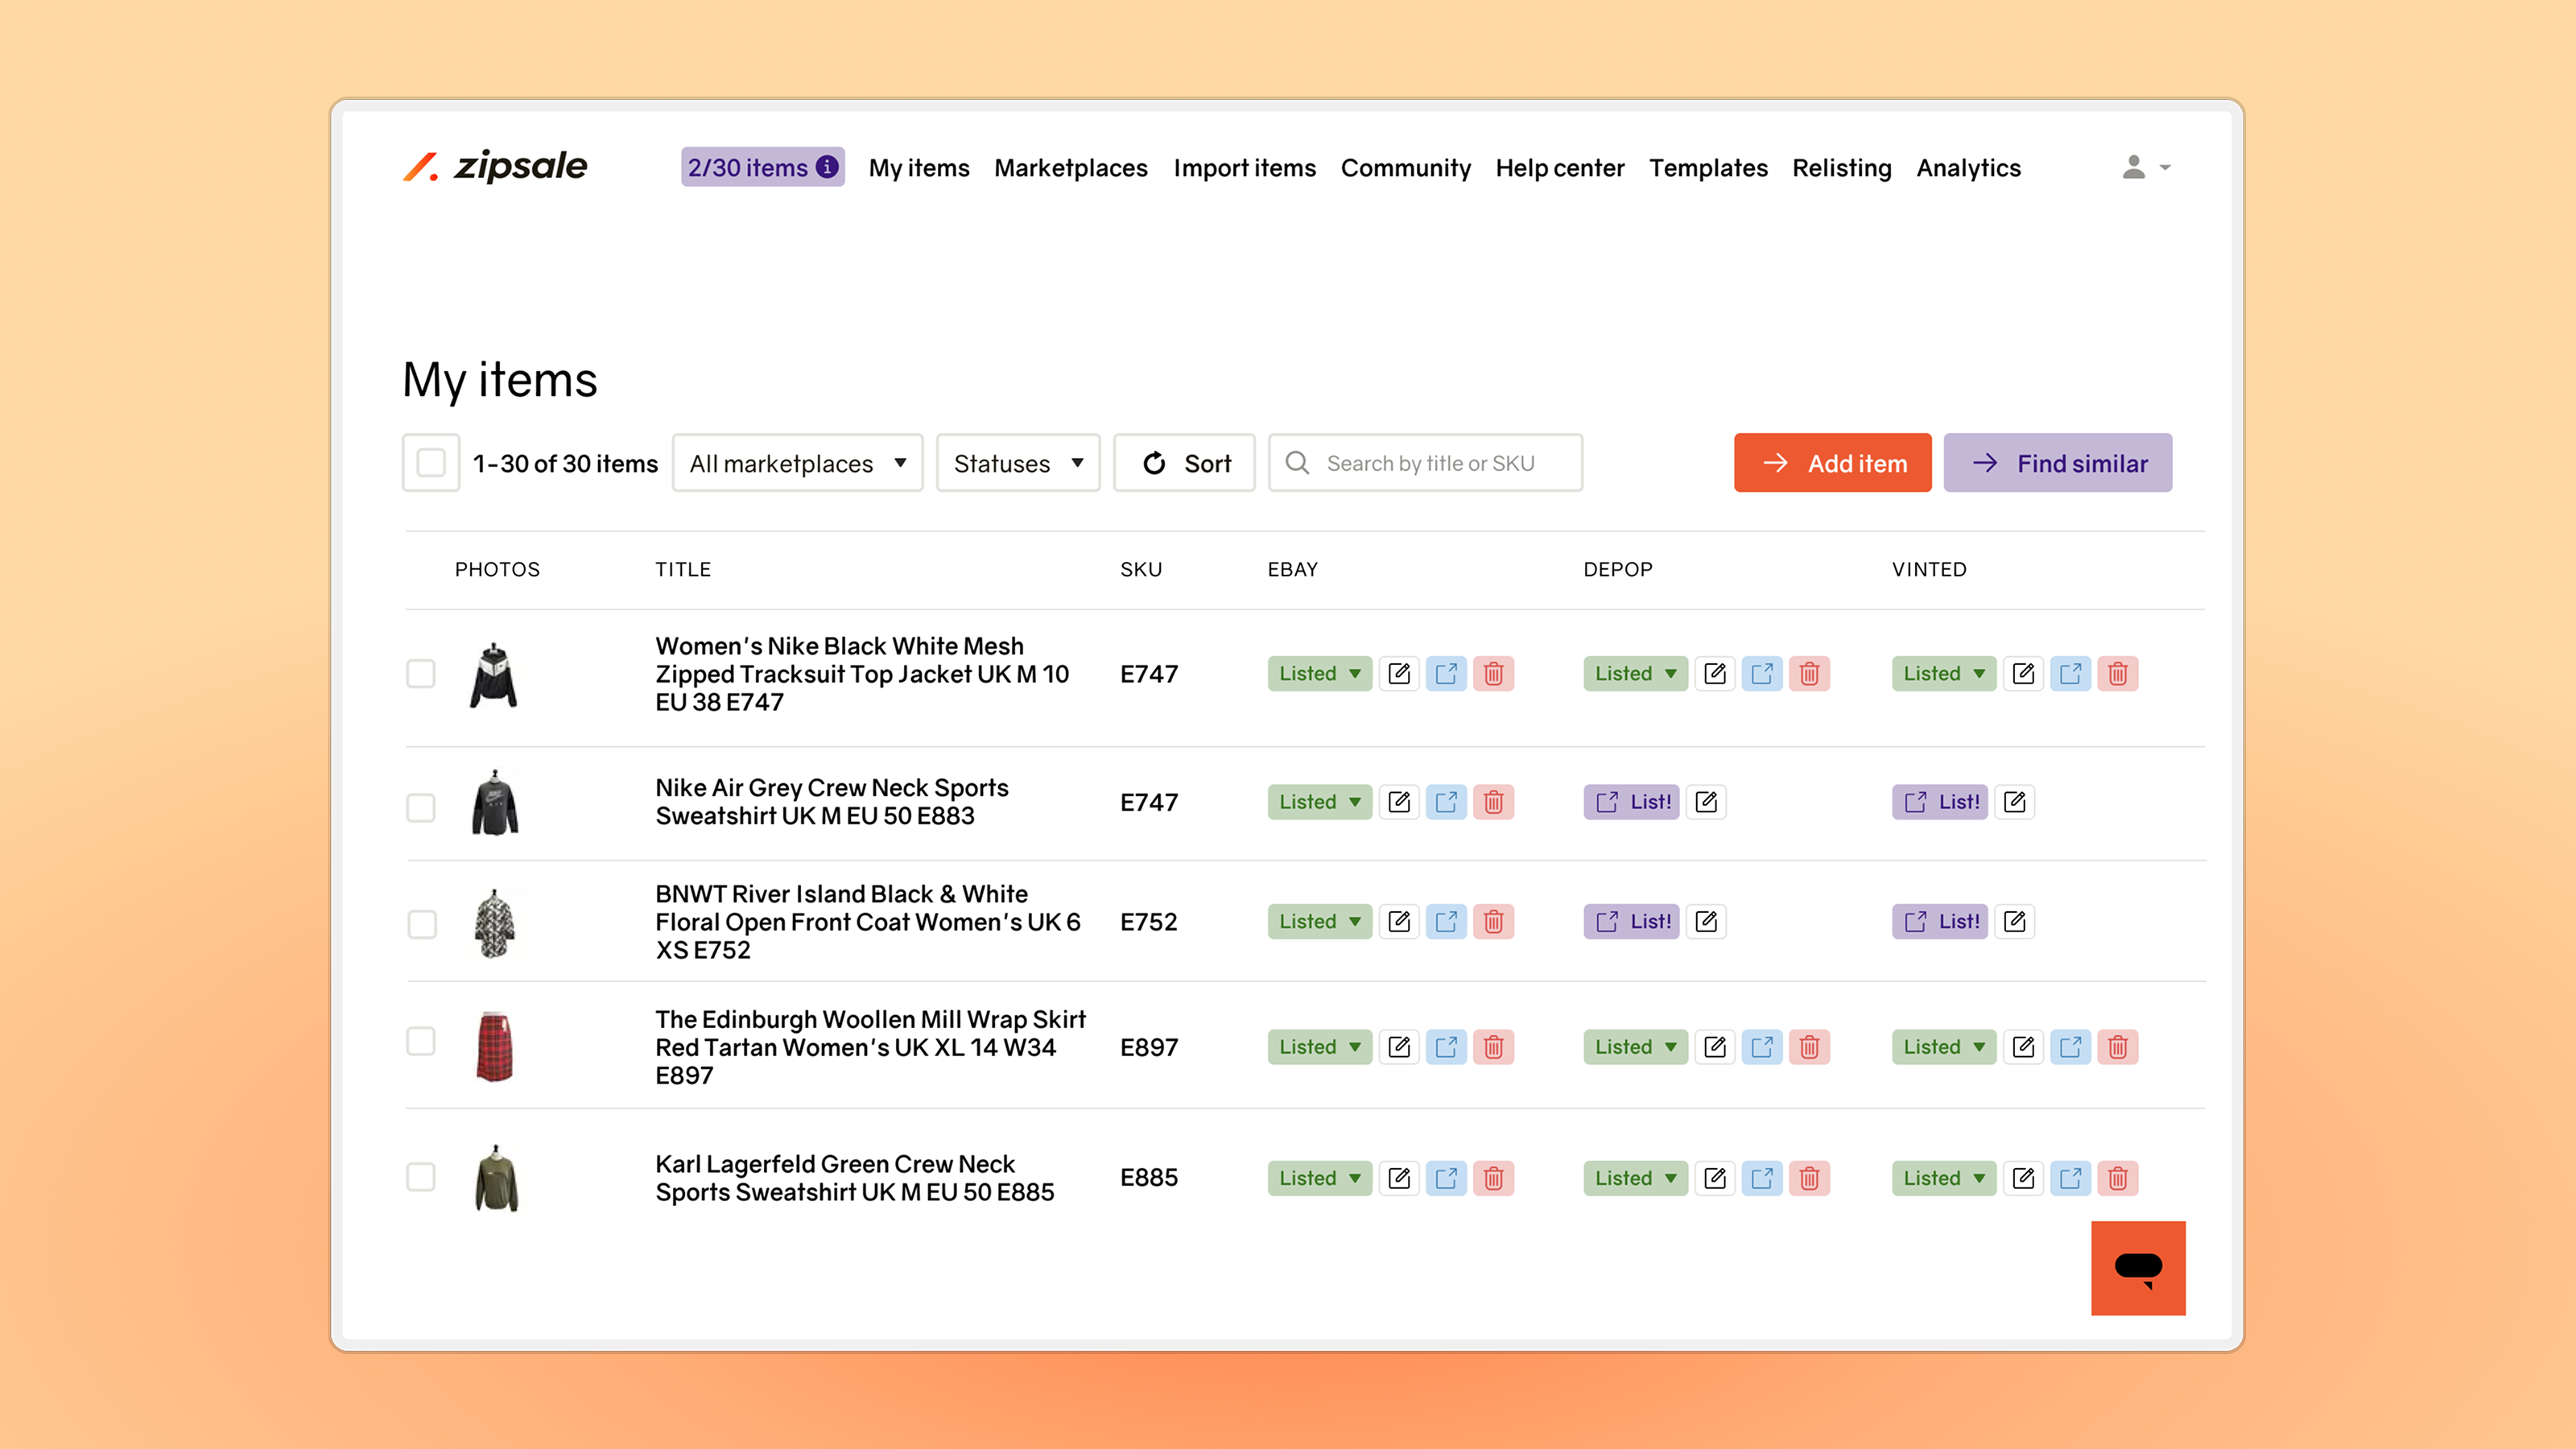 zipsale
2/30 items
My items
Marketplaces
Import items
Community
Help center
Templates
Relisting
Analytics
My items
1-30 of 30 items
All marketplaces
Statuses
Sort
Search by title or SKU
Add item
Find similar
PHOTOS
TITLE
SKU
EBAY
DEPOP
VINTED
Women's Nike Black White Mesh
Zipped Tracksuit Top Jacket UK M 10
EU 38 E747
E747
Listed
Listed
Listed
Nike Air Grey Crew Neck Sports
Sweatshirt UK M EU 50 E883
E747
Listed
List!
List!
BNWT River Island Black & White
Floral Open Front Coat Women's UK 6
XS E752
E752
Listed
List!
List!
The Edinburgh Woollen Mill Wrap Skirt
Red Tartan Women's UK XL 14 W34
E897
E897
Listed
Listed
Listed
Karl Lagerfeld Green Crew Neck
Sports Sweatshirt UK M EU 50 E885
E885
Listed
Listed
Listed